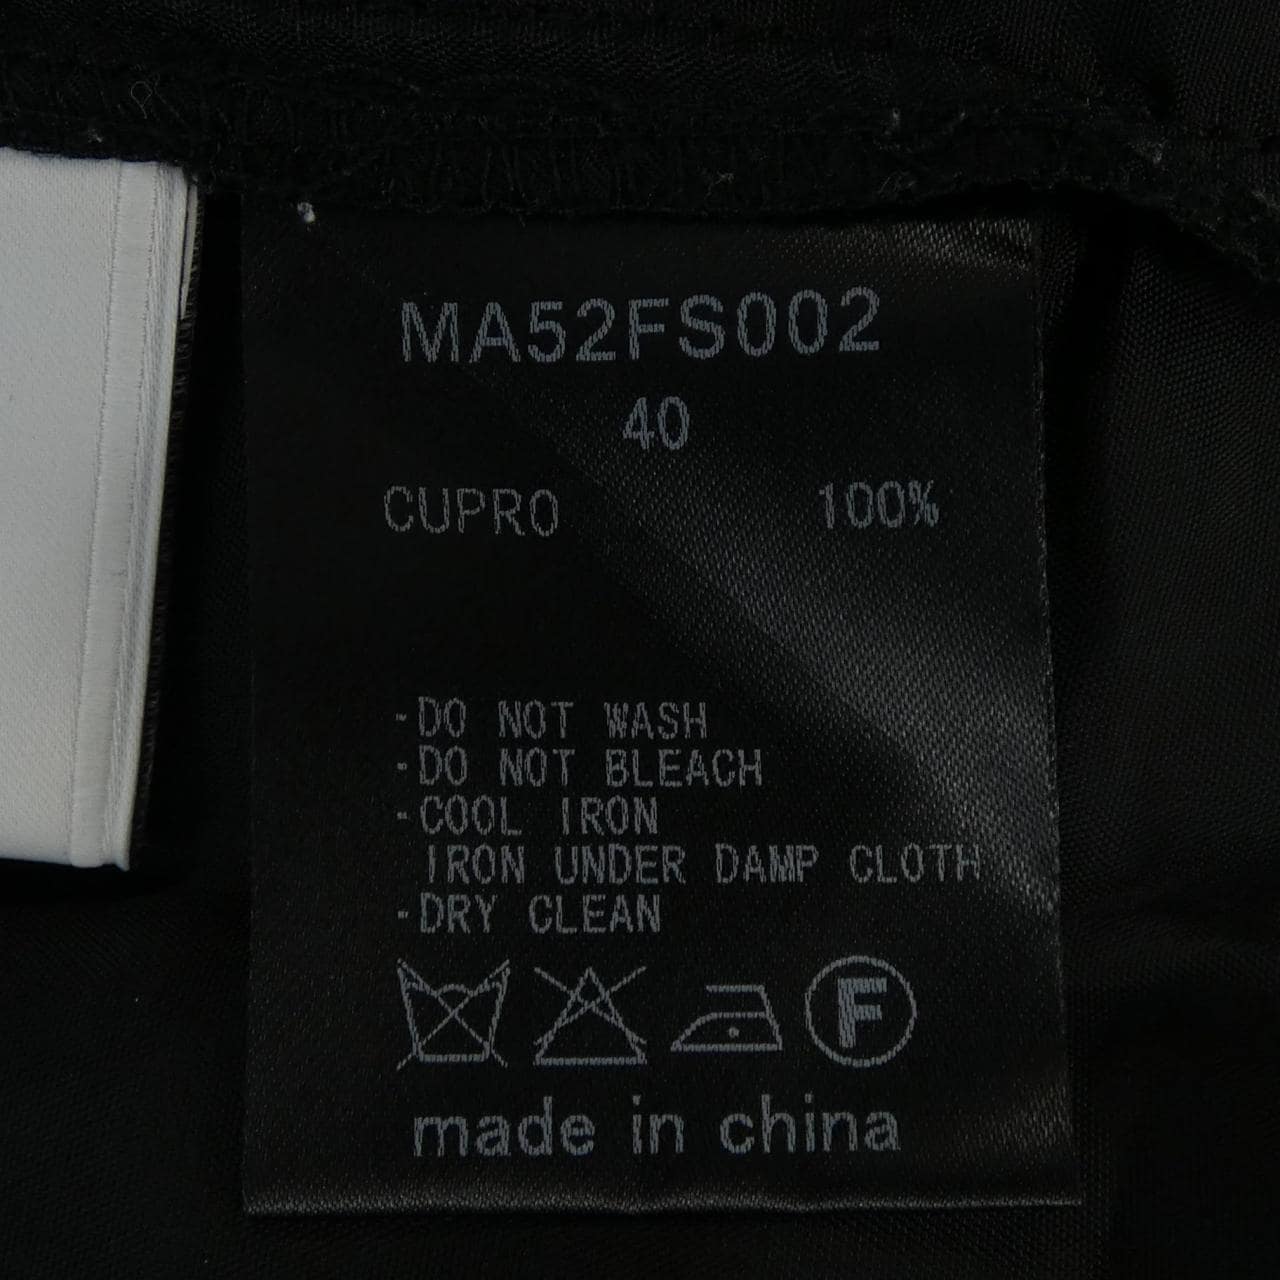 MA52FS002
40
CUPRO 100%
-DO NOT WASH
-DO NOT BLEACH
-COOL IRON
IRON UNDER DAMP CLOTH
-DRY CLEAN
F
made in china